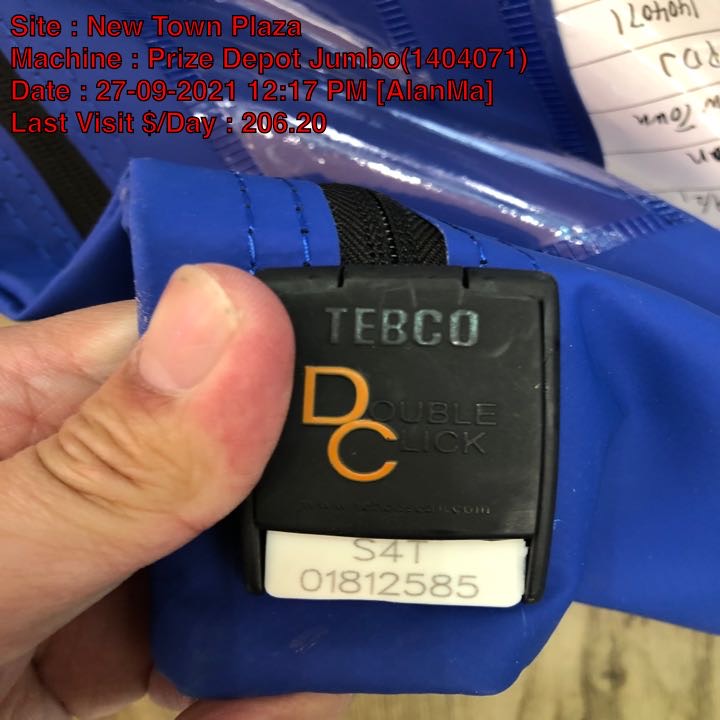 Site : New Town Plaza
Machine : Prize Depot Jumbo(1404071)
Date : 27-09-2021 12:17 PM [AlanMa]
Last Visit $/Day : 206.20
1404071
Town
TEBCO
DOUBLE
CLICK
S4T
01812585